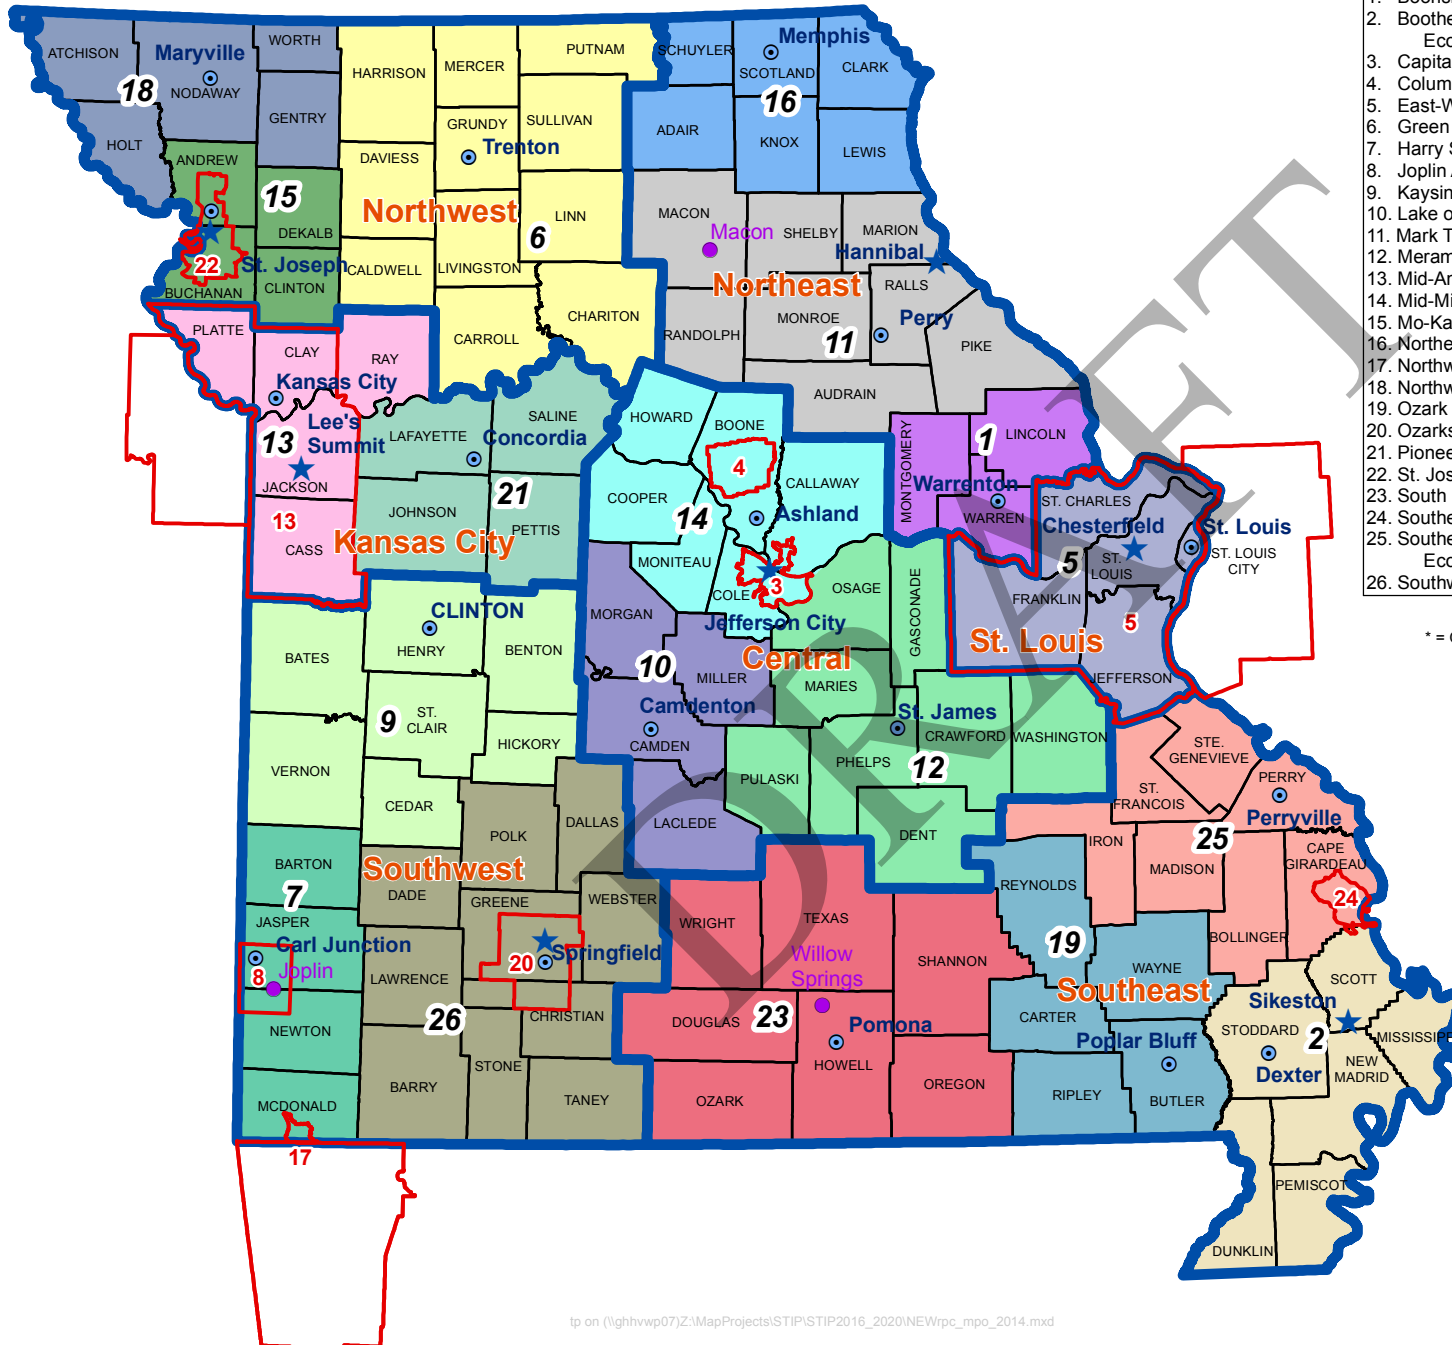 ATCHISON
WORTH
Maryville
18
NODAWAY
HOLT
GENTRY
HARRISON
MERCER
PUTNAM
GRUNDY
SULLIVAN
Trenton
DAVIESS
ANDREW
15
DEKALB
Northwest
6
LINN
22
St. Joseph
BUCHANAN
CLINTON
CALDWELL
LIVINGSTON
CARROLL
CHARITON
SCHUYLER
Memphis
SCOTLAND
CLARK
16
ADAIR
KNOX
LEWIS
MACON
Macon
SHELBY
MARION
Hannibal
Northeast
RALLS
MONROE
11
Perry
RANDOLPH
PIKE
AUDRAIN
PLATTE
CLAY
RAY
Kansas City
Lee's
Summit
13
JACKSON
13
CASS
LAFAYETTE
SALINE
Concordia
21
JOHNSON
PETTIS
Kansas City
HOWARD
BOONE
4
COOPER
14
CALLAWAY
Ashland
MONITEAU
COLE
3
OSAGE
Jefferson City
MONTGOMERY
1
LINCOLN
Warrenton
WARREN
ST. CHARLES
Chesterfield
St. Louis
ST. LOUIS
CITY
5
ST.
LOUIS
FRANKLIN
5
St. Louis
JEFFERSON
GASCONADE
MORGAN
Central
10
MILLER
MARIES
Camdenton
CAMDEN
St. James
CRAWFORD
WASHINGTON
PHELPS
12
PULASKI
LACLEDE
DENT
CLINTON
HENRY
BATES
BENTON
9
ST.
CLAIR
HICKORY
VERNON
CEDAR
POLK
DALLAS
BARTON
Southwest
7
DADE
GREENE
WEBSTER
JASPER
Carl Junction
8
Joplin
LAWRENCE
20
Springfield
NEWTON
26
CHRISTIAN
STONE
BARRY
TANEY
MCDONALD
17
WRIGHT
TEXAS
Willow
Springs
SHANNON
DOUGLAS
23
Pomona
HOWELL
OZARK
OREGON
STE.
GENEVIEVE
PERRY
Perryville
ST.
FRANCOIS
25
IRON
MADISON
CAPE
GIRARDEAU
24
BOLLINGER
REYNOLDS
19
WAYNE
Southeast
CARTER
Poplar Bluff
RIPLEY
BUTLER
SCOTT
Sikeston
STODDARD
2
MISSISSIPP
NEW
MADRID
Dexter
PEMISCOT
DUNKLIN
DRAFT
2. Boothe
Eco
3. Capita
4. Colum
5. East-W
6. Green
7. Harry S
8. Joplin
9. Kaysin
10. Lake o
11. Mark T
12. Meram
13. Mid-Am
14. Mid-Mi
15. Mo-Ka
16. Northe
17. Northw
18. Northw
19. Ozark
20. Ozarks
21. Pionee
22. St. Jos
23. South
24. Southe
25. Southe
Eco
26. Southw
* =
tp on (\\ghhvwp07)Z:\MapProjects\STIP\STIP2016_2020\NEWrpc_mpo_2014.mxd